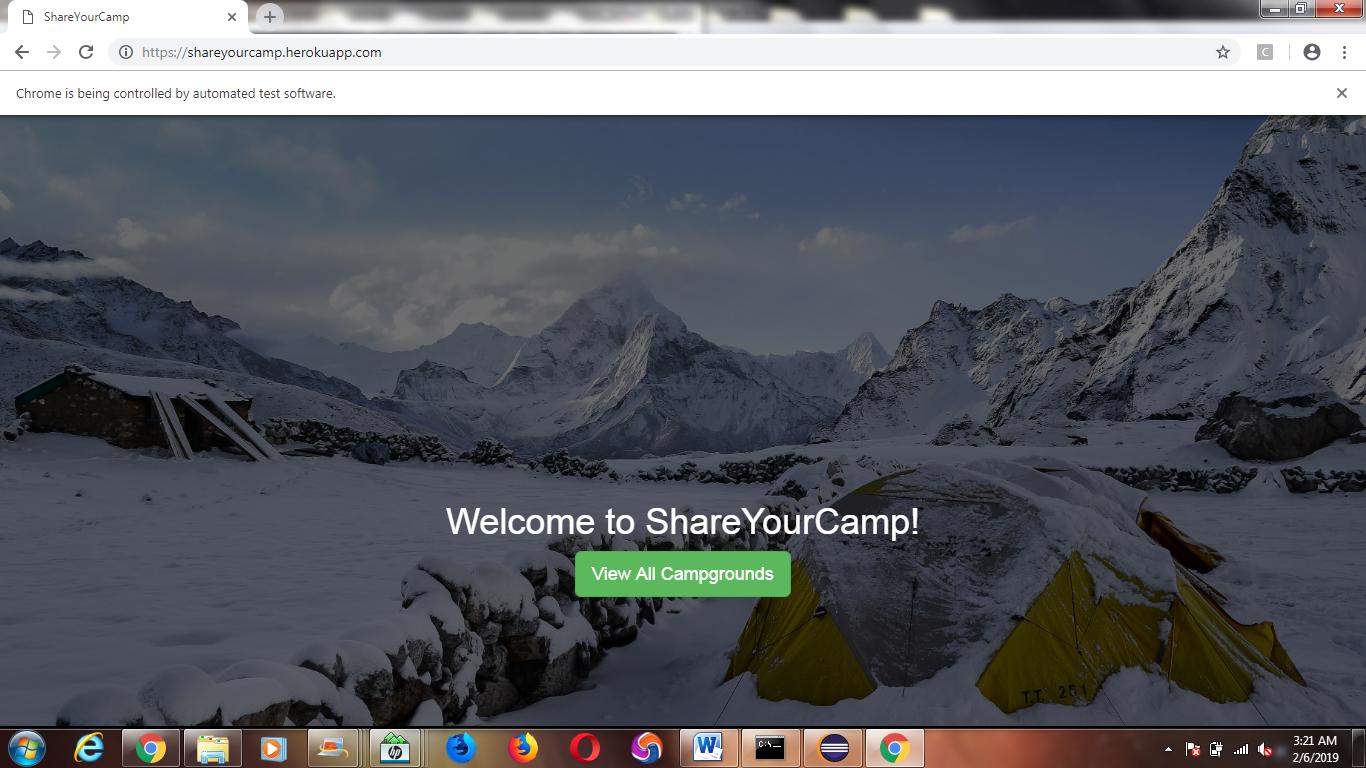 ShareYourCamp
https://shareyourcamp.herokuapp.com
C
Chrome is being controlled by automated test software.
Welcome to ShareYourCamp!
View All Campgrounds
T.T. 251
hp
W
C:\
3:21 AM
2/6/2019